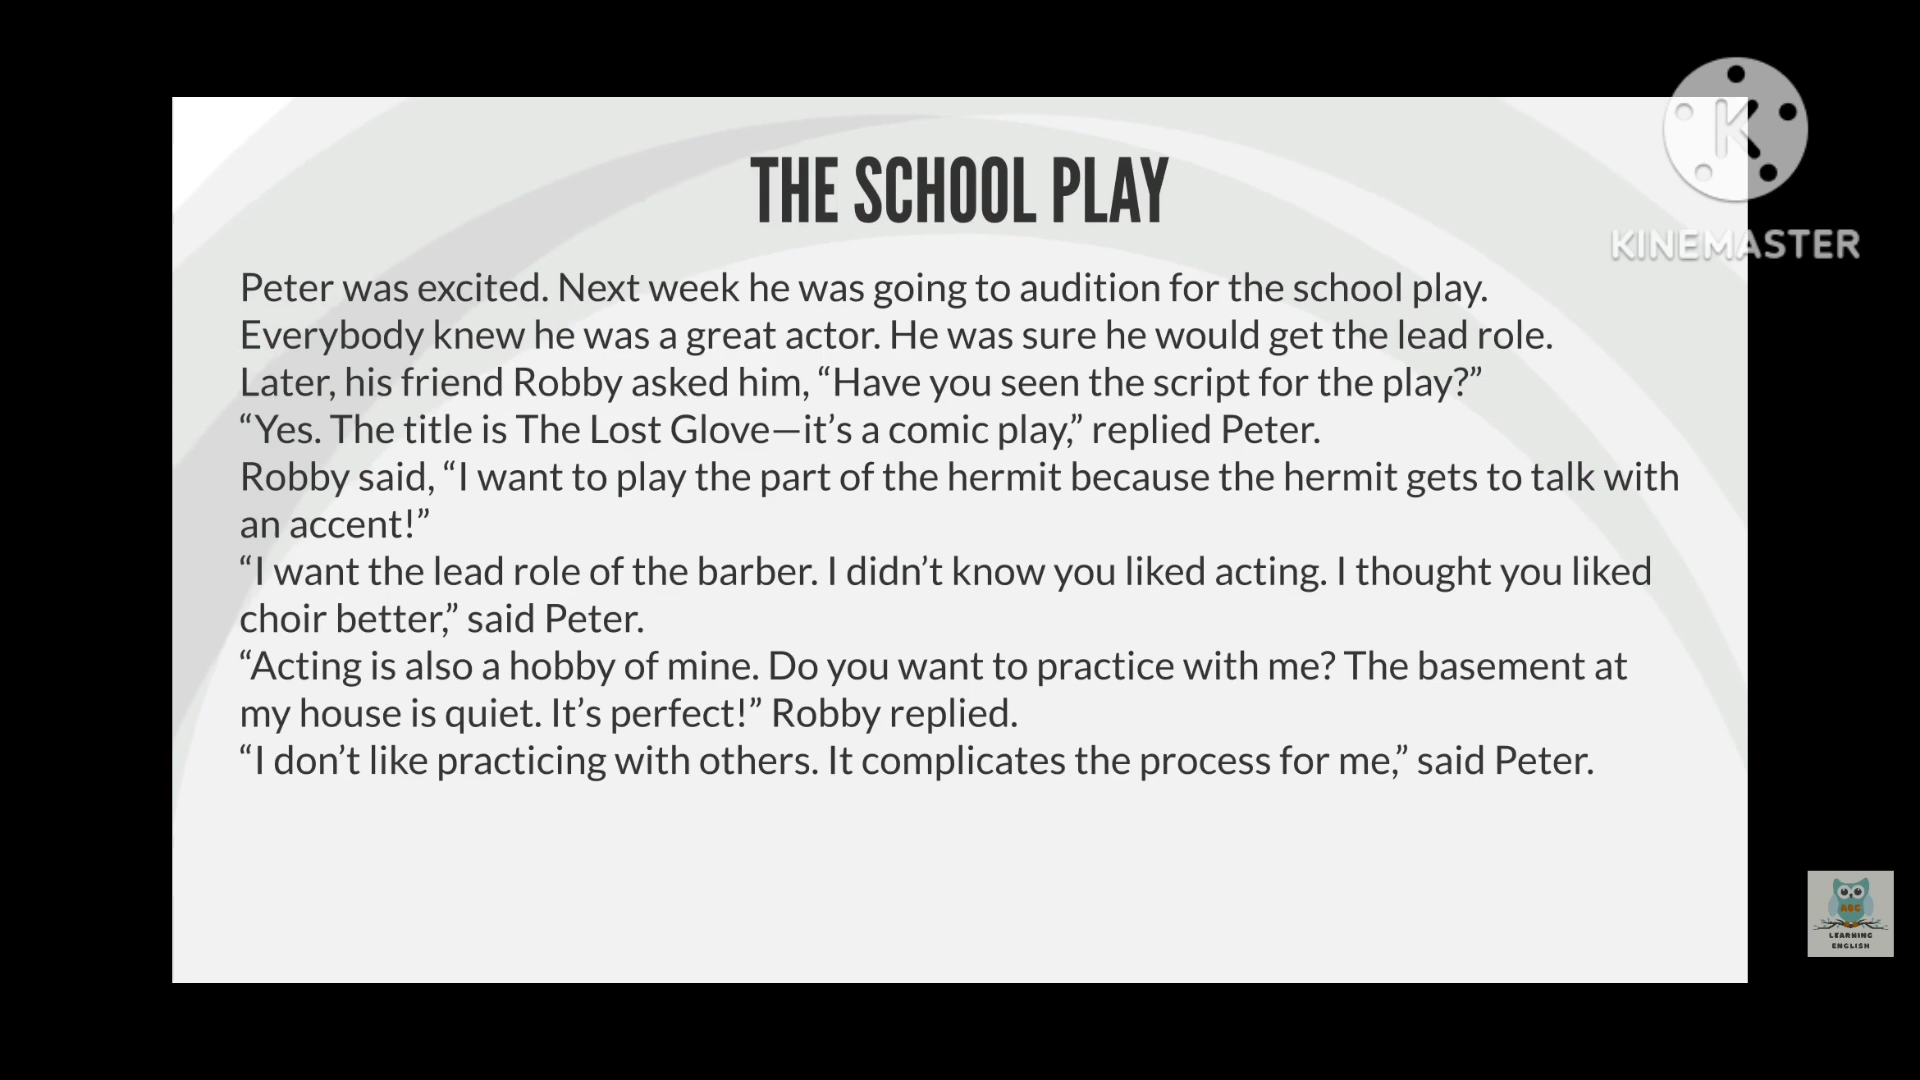 THE SCHOOL PLAY
Peter was excited. Next week he was going to audition for the school play.
Everybody knew he was a great actor. He was sure he would get the lead role.
Later, his friend Robby asked him, “Have you seen the script for the play?”
“Yes. The title is The Lost Glove—it’s a comic play,” replied Peter.
Robby said, “I want to play the part of the hermit because the hermit gets to talk with
an accent!”
“I want the lead role of the barber. I didn’t know you liked acting. I thought you liked
choir better,” said Peter.
“Acting is also a hobby of mine. Do you want to practice with me? The basement at
my house is quiet. It’s perfect!” Robby replied.
“I don’t like practicing with others. It complicates the process for me,” said Peter.
K
KINEMASTER
ABC
LEARNING
ENGLISH